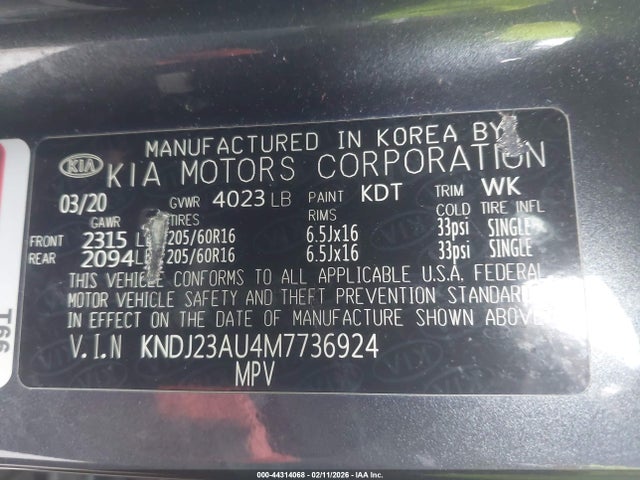 MANUFACTURED IN KOREA BY
KIA KIA MOTORS CORPORATION
03/20 GVWR 4023 LB PAINT KDT TRIM WK
GAWR TIRES RIMS COLD TIRE INFL
FRONT 2315 LB 205/60R16 6.5Jx16 33psi SINGLE
REAR 2094 LB 205/60R16 6.5Jx16 33psi SINGLE
THIS VEHICLE CONFORMS TO ALL APPLICABLE U.S.A. FEDERAL
MOTOR VEHICLE SAFETY AND THEFT PREVENTION STANDARDS
IN EFFECT ON THE DATE OF MANUFACTURE SHOWN ABOVE.
V.I.N KNDJ23AU4M7736924
MPV
000-44314068 - 02/11/2026 - IAA Inc.